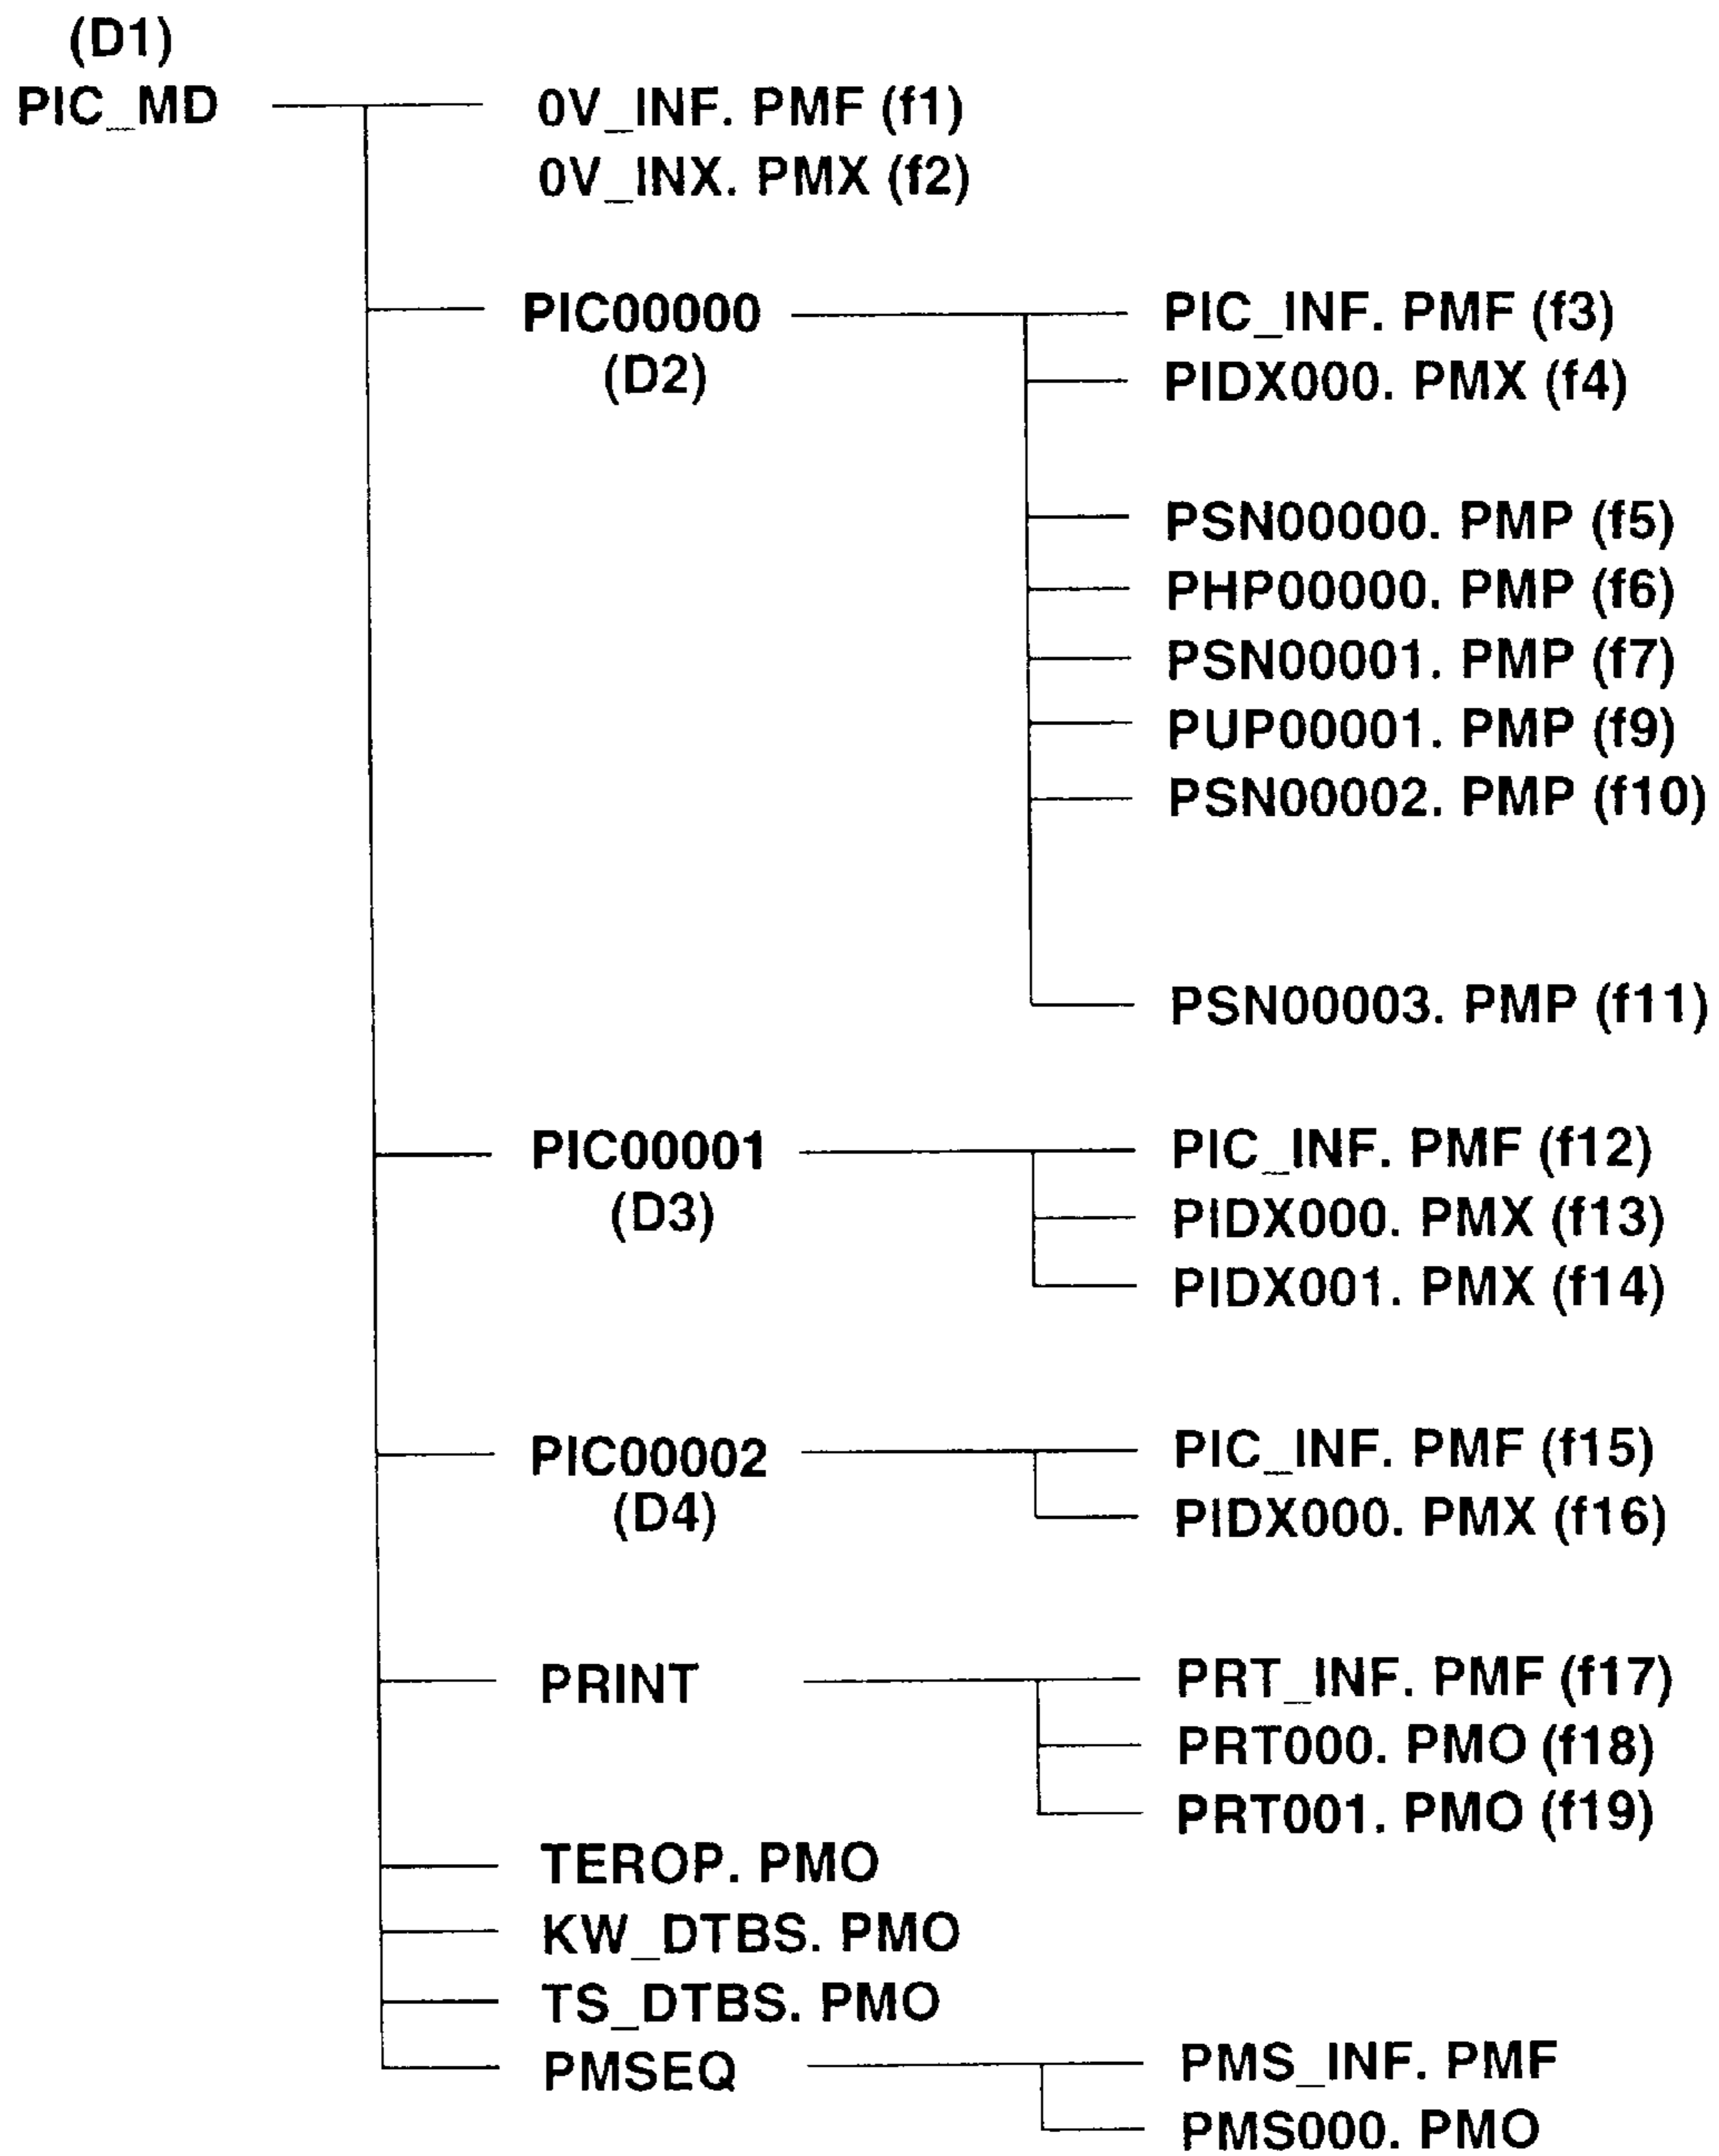 (D1)
PIC_MD
0V_INF. PMF (f1)
0V_INX. PMX (f2)
PIC00000
(D2)
PIC_INF. PMF (f3)
PIDX000. PMX (f4)
PSN00000. PMP (f5)
PHP00000. PMP (f6)
PSN00001. PMP (f7)
PUP00001. PMP (f9)
PSN00002. PMP (f10)
PSN00003. PMP (f11)
PIC00001
(D3)
PIC_INF. PMF (f12)
PIDX000. PMX (f13)
PIDX001. PMX (f14)
PIC00002
(D4)
PIC_INF. PMF (f15)
PIDX000. PMX (f16)
PRINT
PRT_INF. PMF (f17)
PRT000. PMO (f18)
PRT001. PMO (f19)
TEROP. PMO
KW_DTBS. PMO
TS_DTBS. PMO
PMSEQ
PMS_INF. PMF
PMS000. PMO